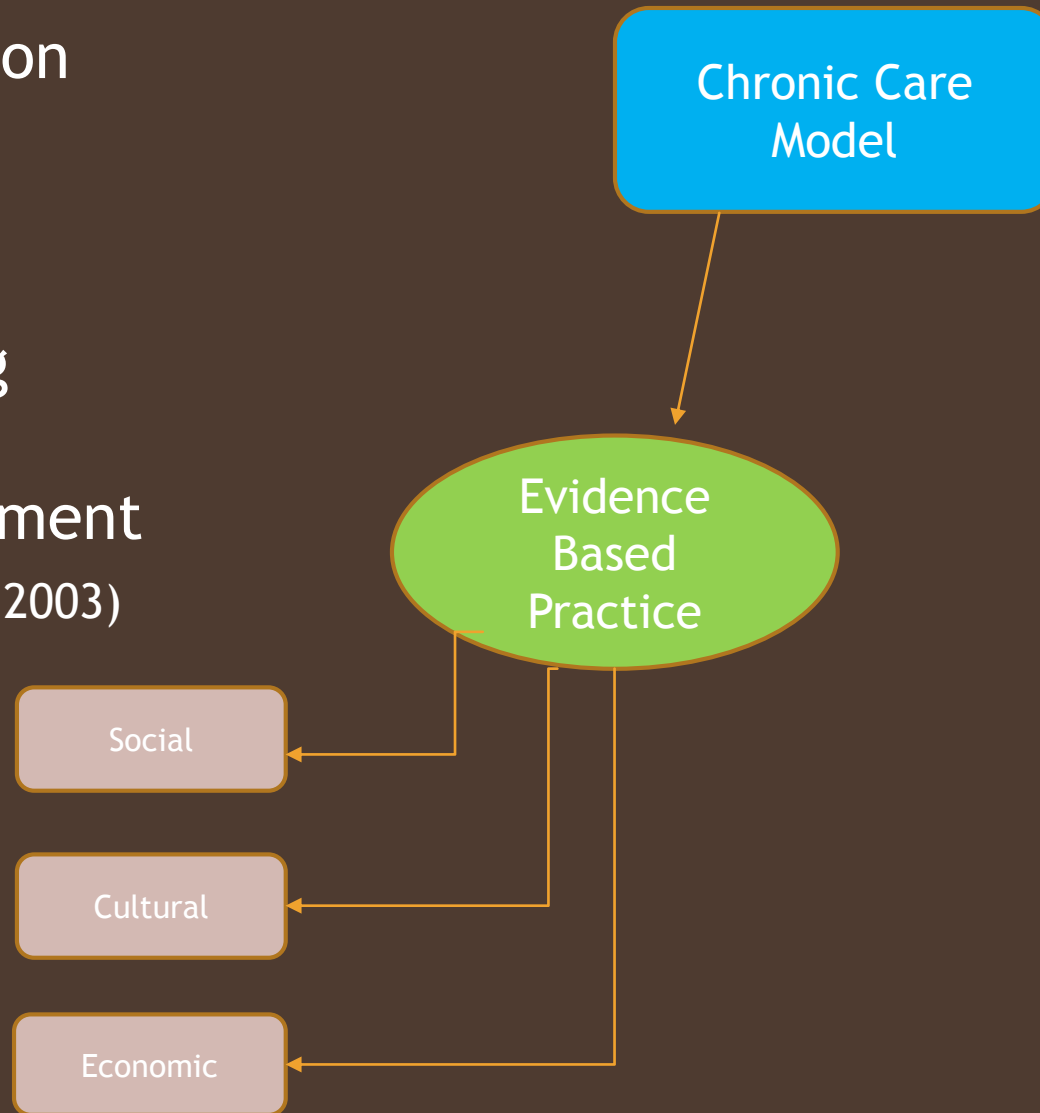 on
g
ment
2003)
Chronic Care
Model
Evidence
Based
Practice
Social
Cultural
Economic